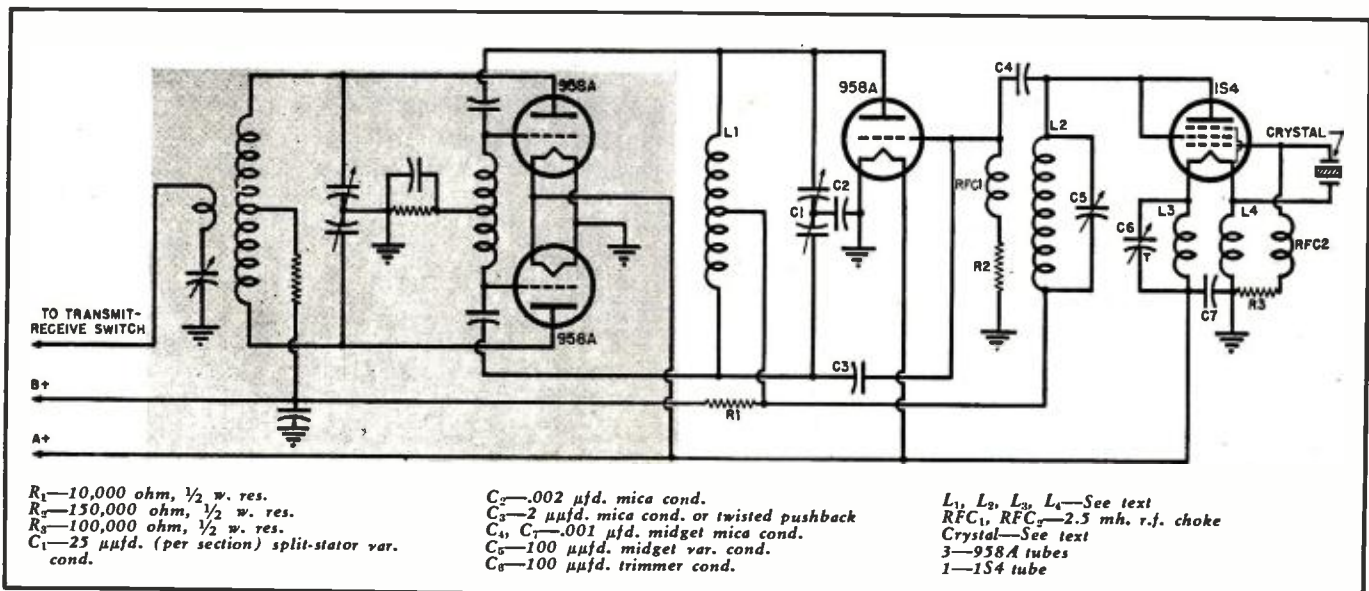 958A
958A
TO TRANSMIT-
RECEIVE SWITCH
B+
A+
L1
R1
958A
C1
C2
C3
C4
RFC1
R2
L2
C5
1S4
CRYSTAL
C6
T
L3
L4
RFC2
C7
R3
R₁—10,000 ohm, ½ w. res.
R₂—150,000 ohm, ½ w. res.
R₃—100,000 ohm, ½ w. res.
C₁—25 μμfd. (per section) split-stator var.
cond.
C₂—.002 μfd. mica cond.
C₃—2 μμfd. mica cond. or twisted pushback
C₄, C₇—.001 μfd. midget mica cond.
C₅—100 μμfd. midget var. cond.
C₆—100 μμfd. trimmer cond.
L₁, L₂, L₃, L₄—See text
RFC₁, RFC₂—2.5 mh. r.f. choke
Crystal—See text
3—958A tubes
1—1S4 tube